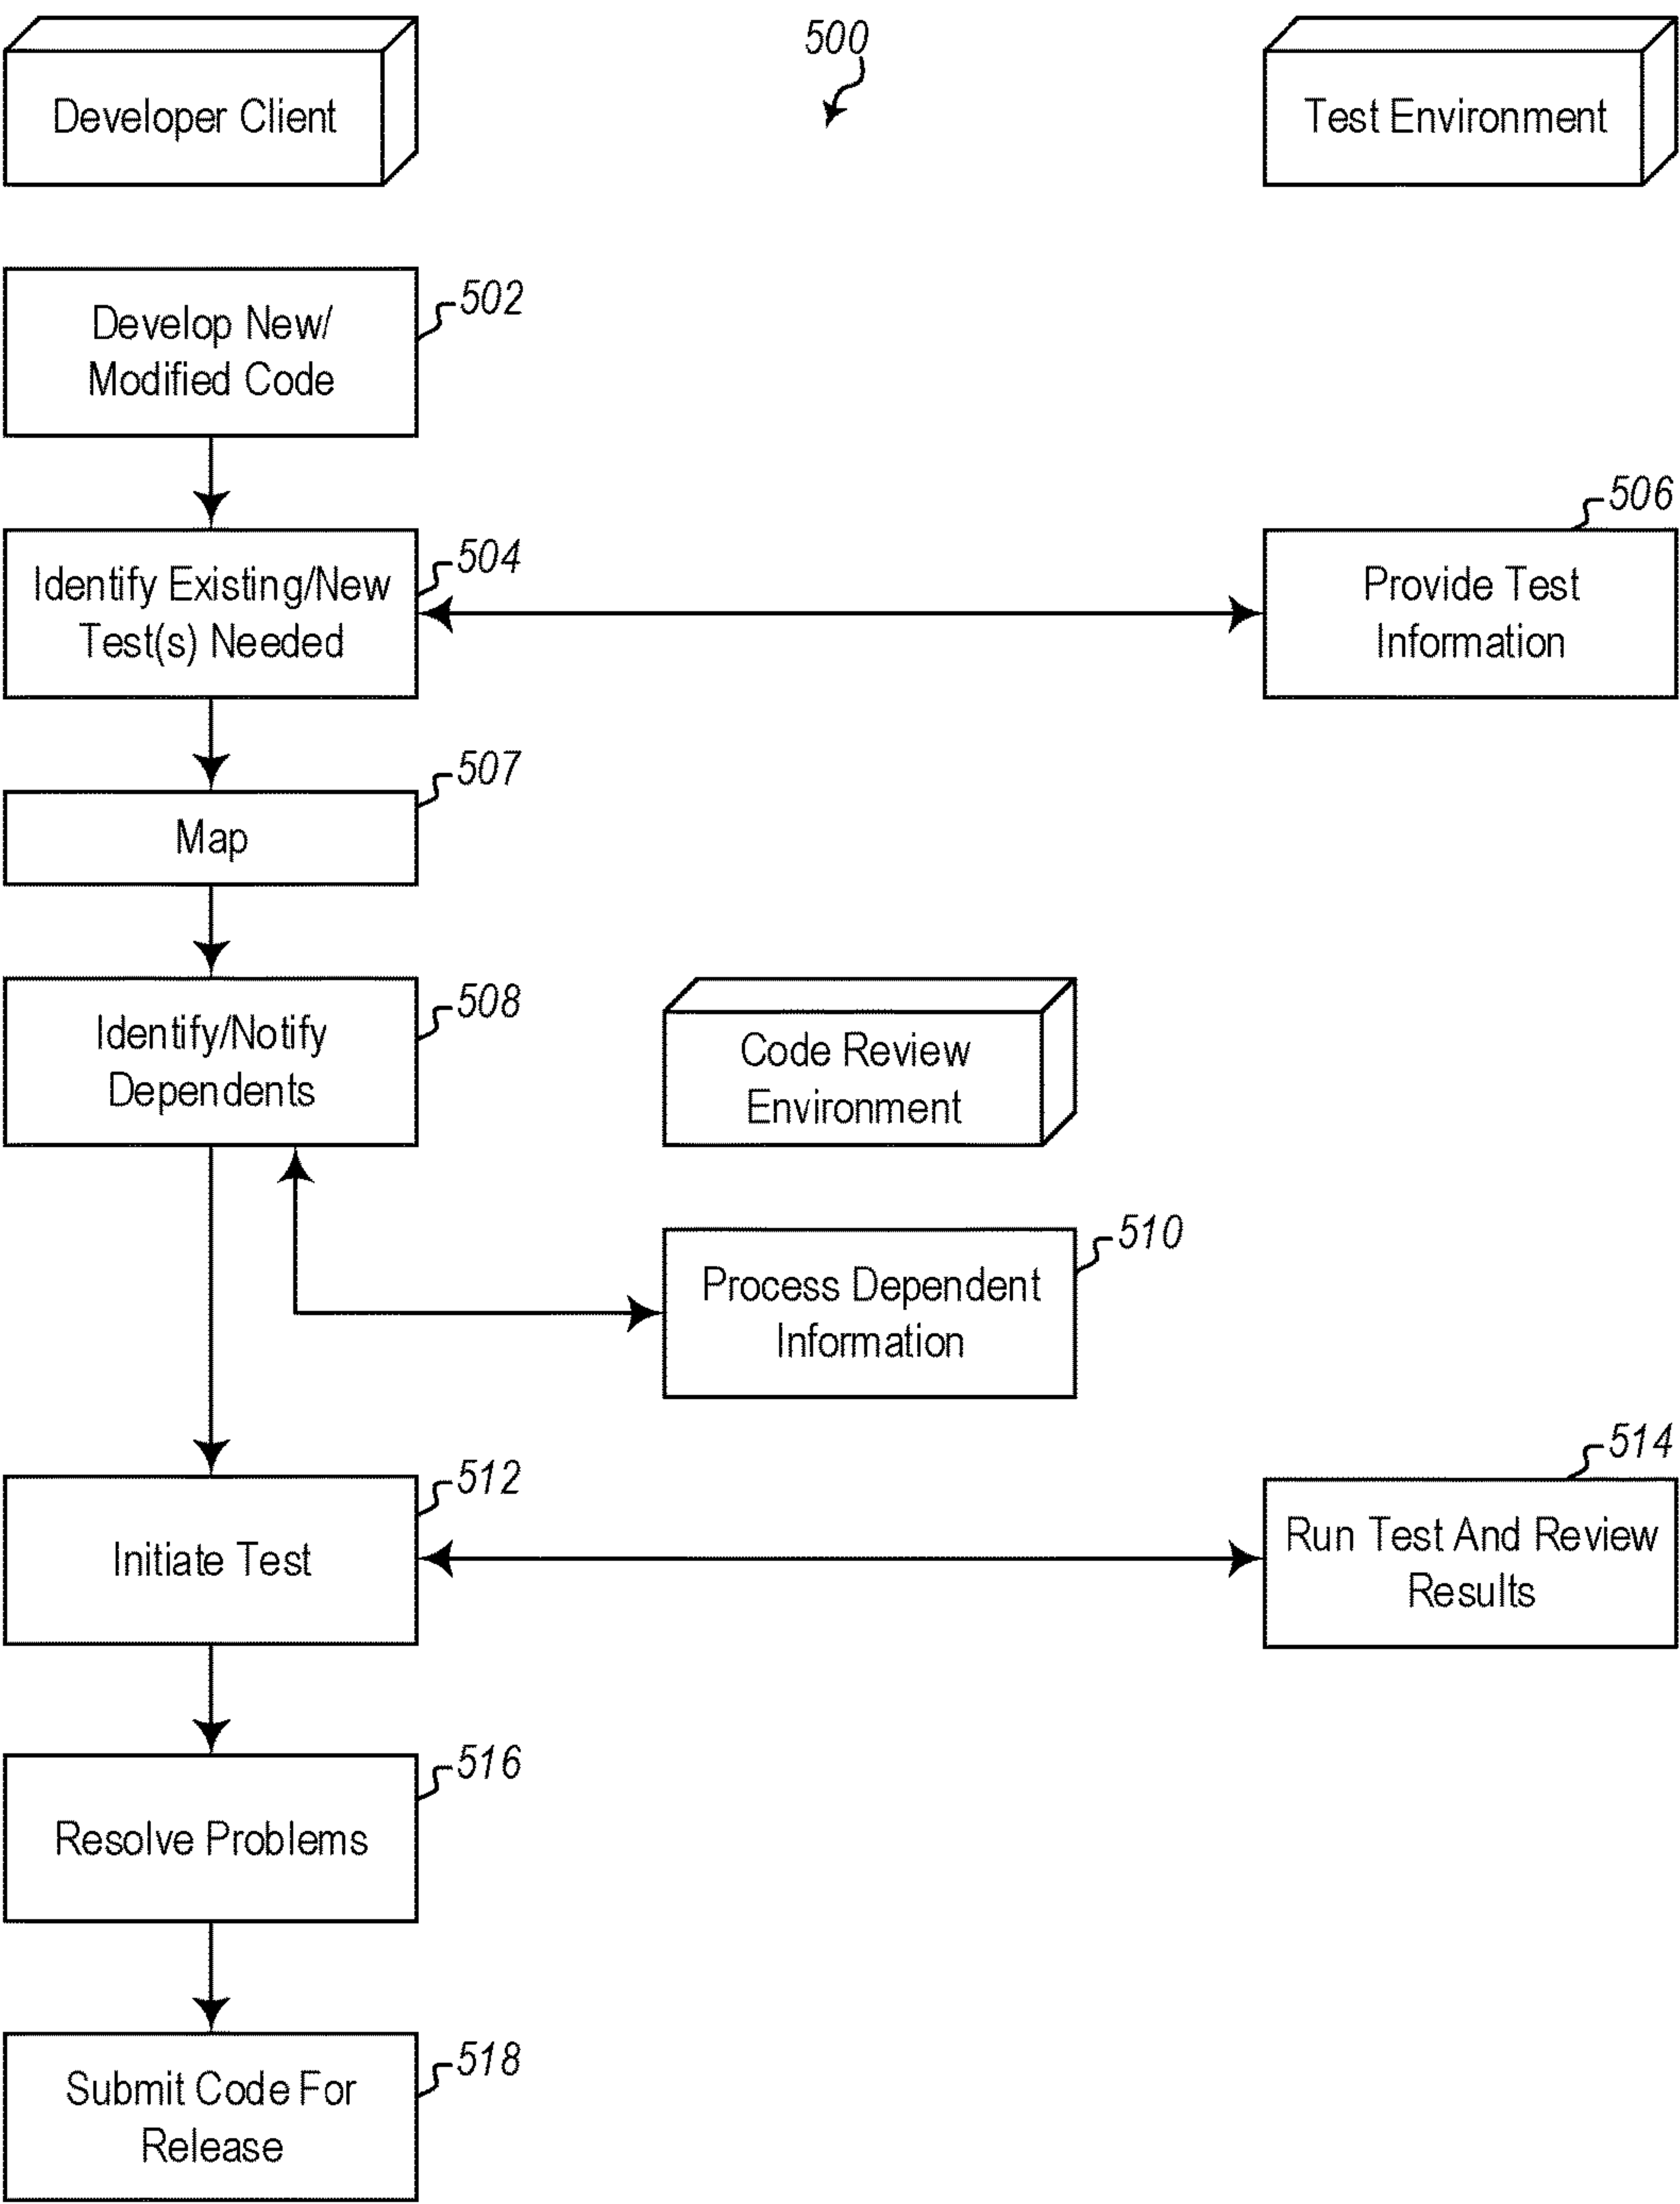 Developer Client
500
Test Environment
Develop New/
Modified Code
502
Identify Existing/New
Test(s) Needed
504
Provide Test
Information
506
Map
507
Identify/Notify
Dependents
508
Code Review
Environment
Process Dependent
Information
510
Initiate Test
512
Run Test And Review
Results
514
Resolve Problems
516
Submit Code For
Release
518